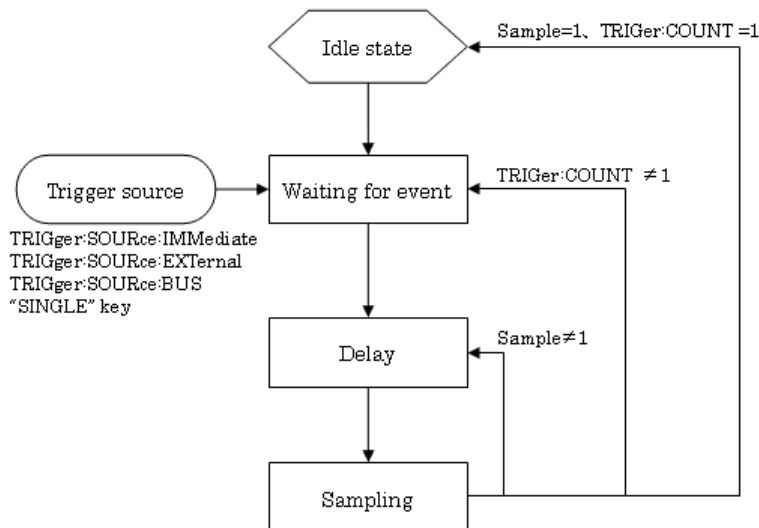 Idle state
Sample=1、TRIGer:COUNT=1
Trigger source
Waiting for event
TRIGer:COUNT ≠1
TRIGger:SOURce:IMMediate
TRIGger:SOURce:EXTernal
TRIGger:SOURce:BUS
“SINGLE” key
Delay
Sample≠1
Sampling